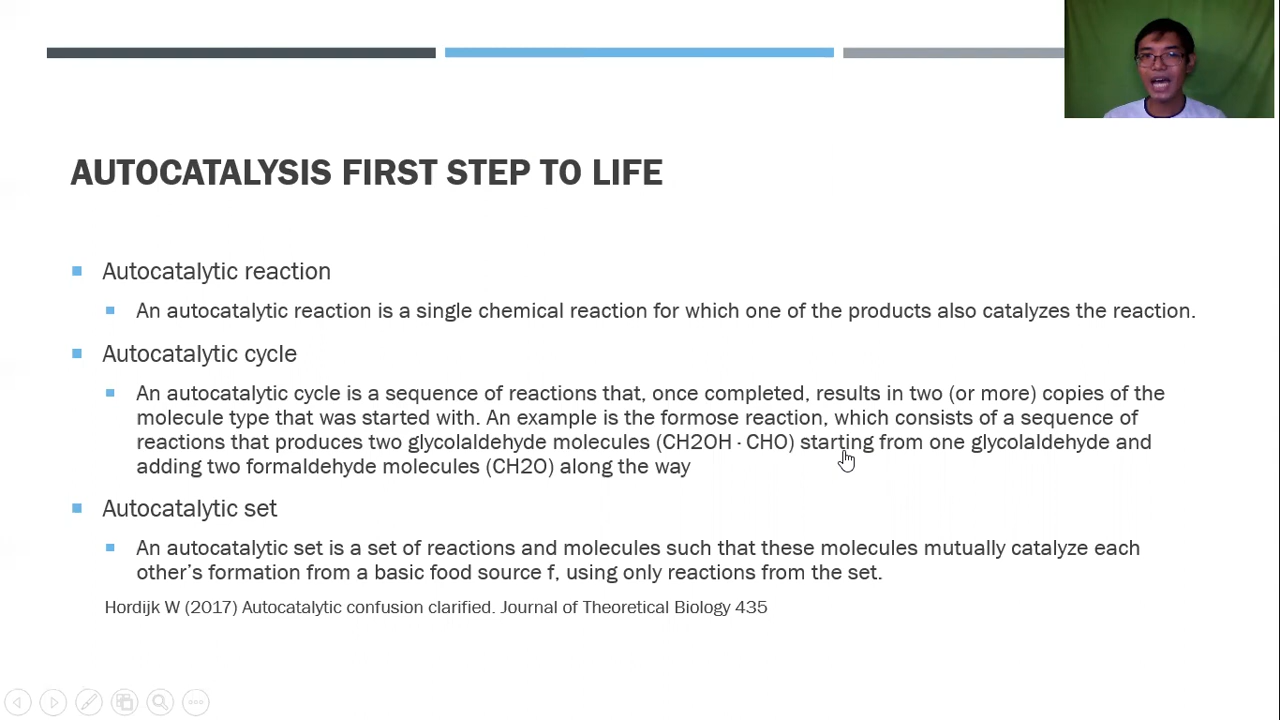 AUTOCATALYSIS FIRST STEP TO LIFE
Autocatalytic reaction
An autocatalytic reaction is a single chemical reaction for which one of the products also catalyzes the reaction.
Autocatalytic cycle
An autocatalytic cycle is a sequence of reactions that, once completed, results in two (or more) copies of the
molecule type that was started with. An example is the formose reaction, which consists of a sequence of
reactions that produces two glycolaldehyde molecules (CH2OH · CHO) starting from one glycolaldehyde and
adding two formaldehyde molecules (CH2O) along the way
Autocatalytic set
An autocatalytic set is a set of reactions and molecules such that these molecules mutually catalyze each
other’s formation from a basic food source f, using only reactions from the set.
Hordijk W (2017) Autocatalytic confusion clarified. Journal of Theoretical Biology 435